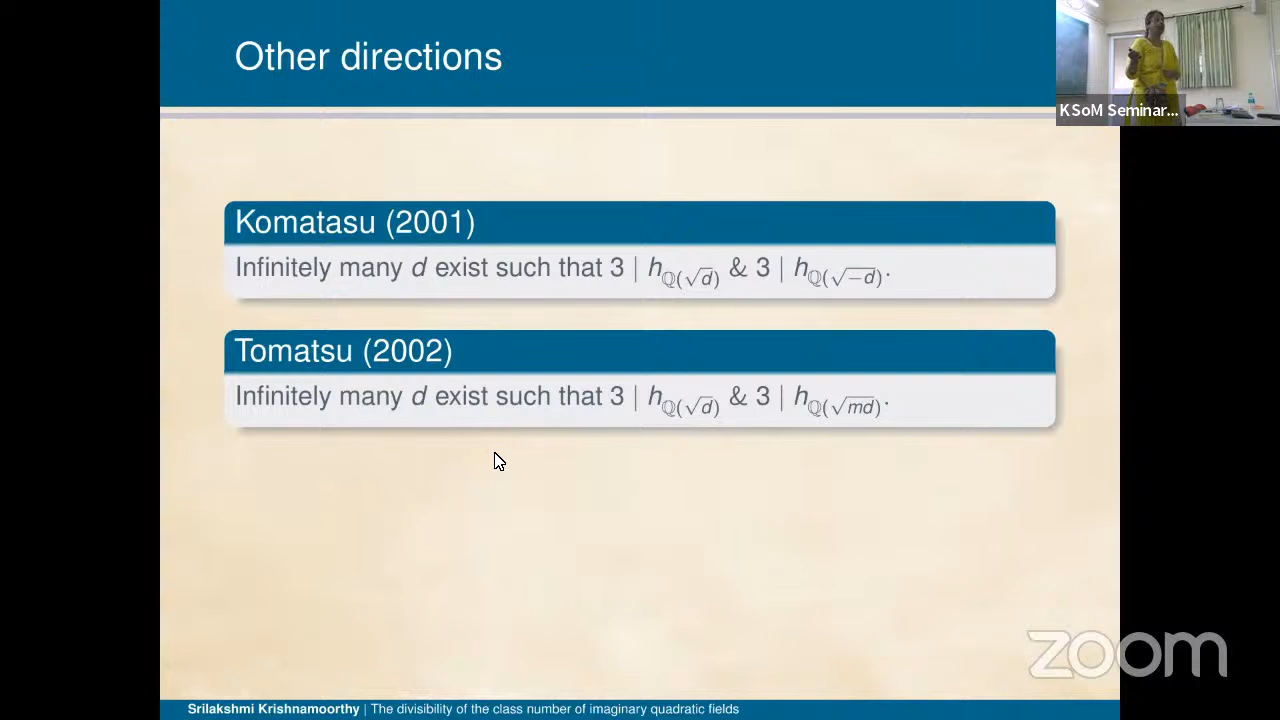 Other directions
KSoM Seminar...
Komatasu (2001)
Infinitely many d exist such that 3 | h_{ℚ(√d)} & 3 | h_{ℚ(√−d)}.
Tomatsu (2002)
Infinitely many d exist such that 3 | h_{ℚ(√d)} & 3 | h_{ℚ(√md)}.
zoom
Srilakshmi Krishnamoorthy | The divisibility of the class number of imaginary quadratic fields